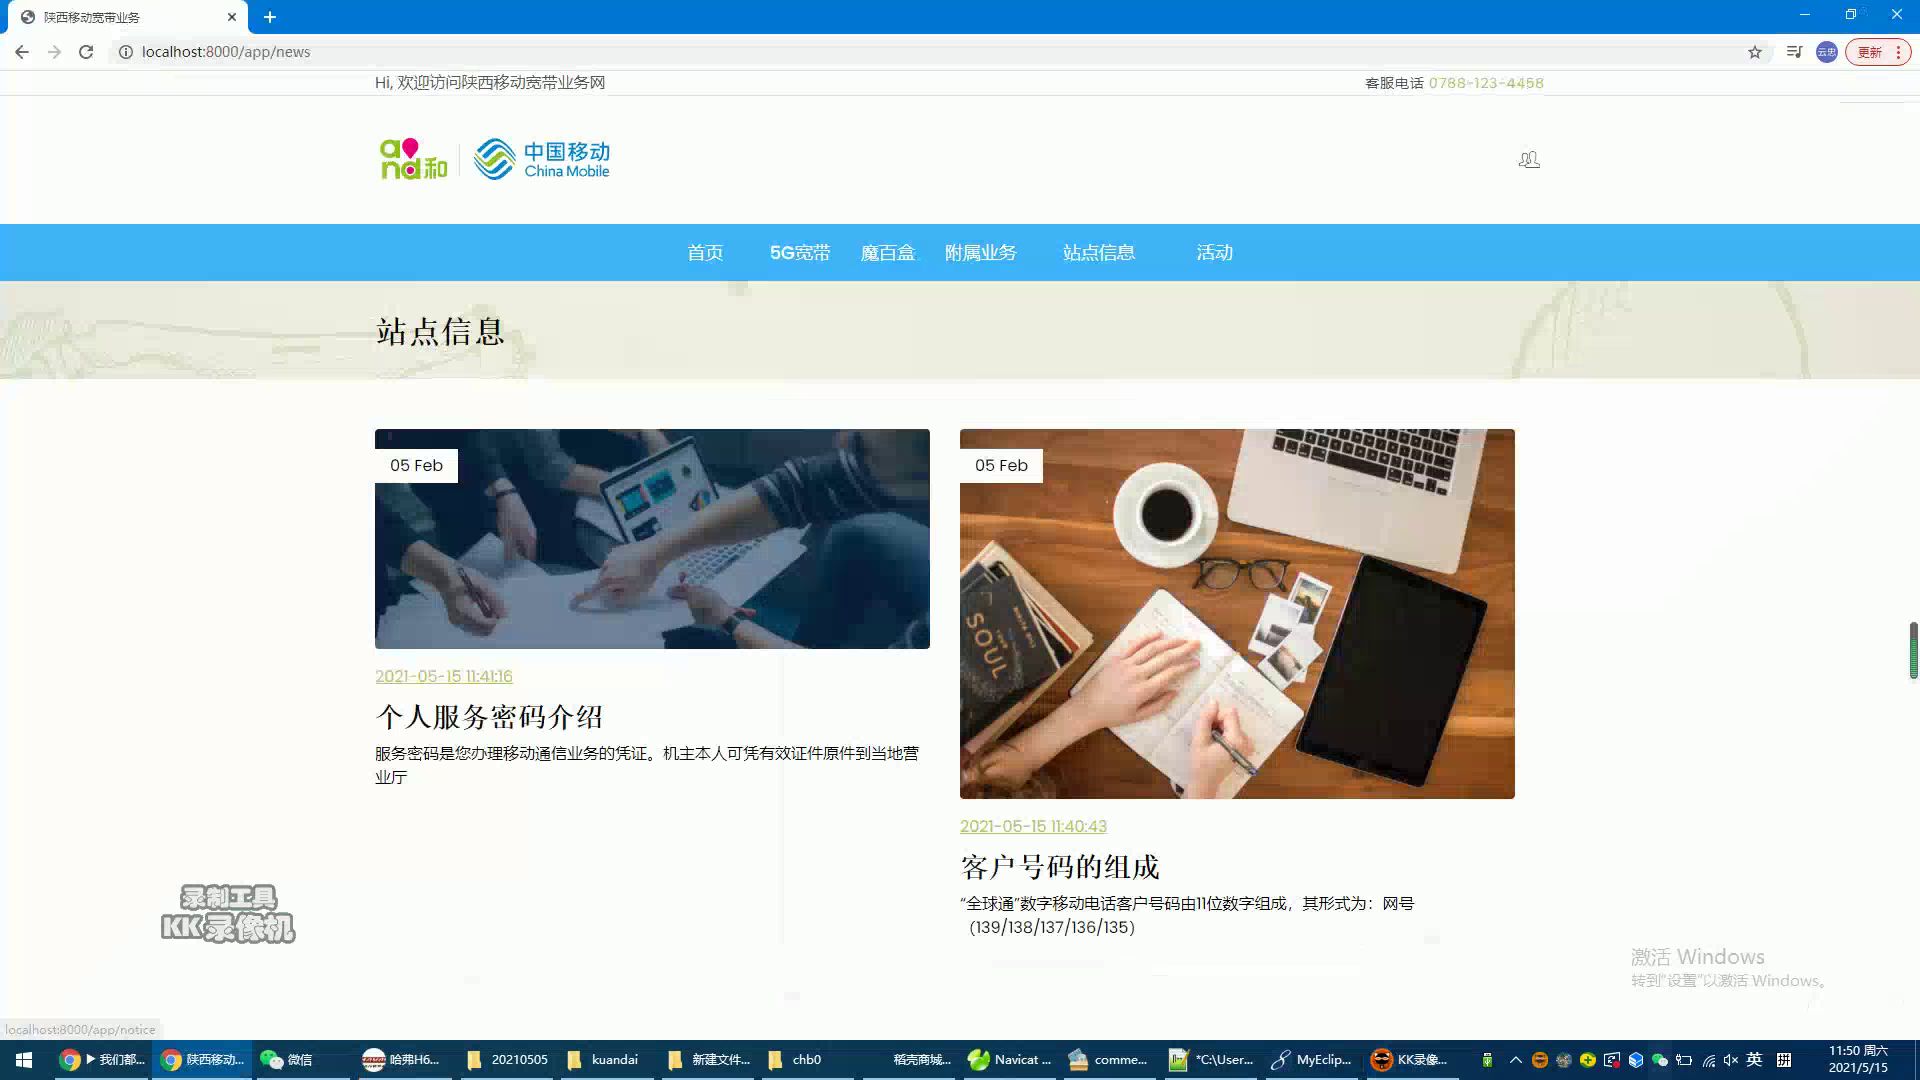 陕西移动宽带业务
localhost:8000/app/news
云忠
更新
Hi, 欢迎访问陕西移动宽带业务网
客服电话 0788-123-4458
and和
中国移动
China Mobile
首页 5G宽带 魔百盒 附属业务 站点信息 活动
站点信息
05 Feb
05 Feb
SOUL
2021-05-15 11:41:16
个人服务密码介绍
服务密码是您办理移动通信业务的凭证。机主本人可凭有效证件原件到当地营
业厅
2021-05-15 11:40:43
客户号码的组成
“全球通”数字移动电话客户号码由11位数字组成，其形式为：网号
（139/138/137/136/135）
录制工具
KK录像机
激活 Windows
转到“设置”以激活 Windows。
localhost:8000/app/notice
我们都...
陕西移动...
微信
哈弗H6...
20210505
kuandai
新建文件...
chb0
稻壳商城...
Navicat ...
comme...
*C:\User...
MyEclip...
KK录像...
英
拼
11:50 周六
2021/5/15